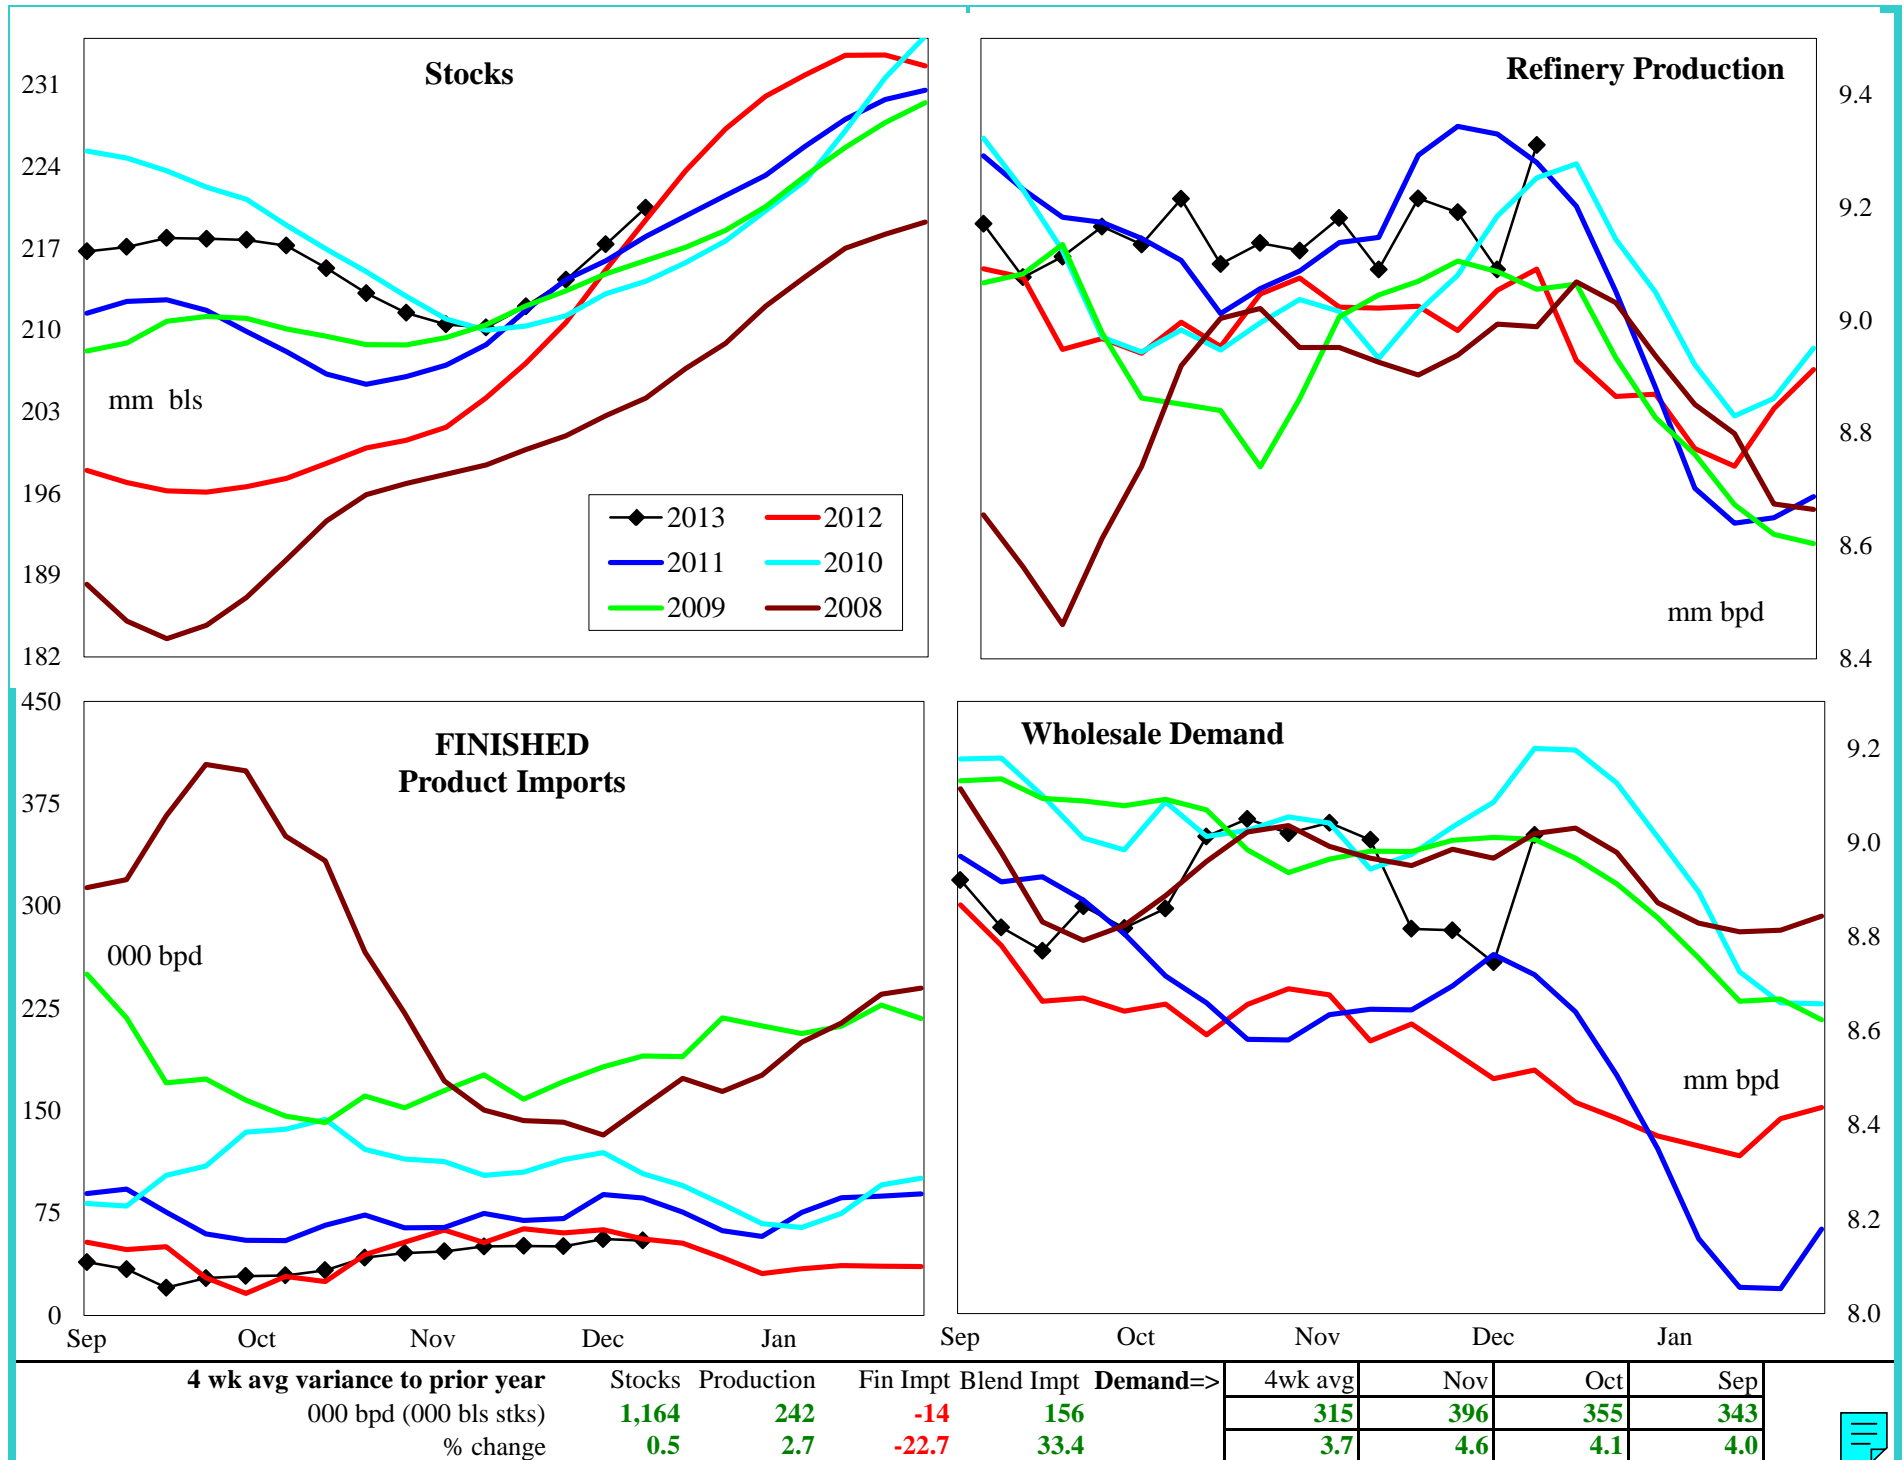 Stocks
231
224
217
210
203
196
189
182
mm bls
2013 2012
2011 2010
2009 2008
Refinery Production
9.4
9.2
9.0
8.8
8.6
8.4
mm bpd
FINISHED
Product Imports
450
375
300
225
150
75
0
000 bpd
Sep Oct Nov Dec Jan
Wholesale Demand
9.2
9.0
8.8
8.6
8.4
8.2
8.0
mm bpd
Sep Oct Nov Dec Jan
4 wk avg variance to prior year Stocks Production Fin Impt Blend Impt Demand=> 4wk avg Nov Oct Sep
000 bpd (000 bls stks) 1,164 242 -14 156 315 396 355 343
% change 0.5 2.7 -22.7 33.4 3.7 4.6 4.1 4.0